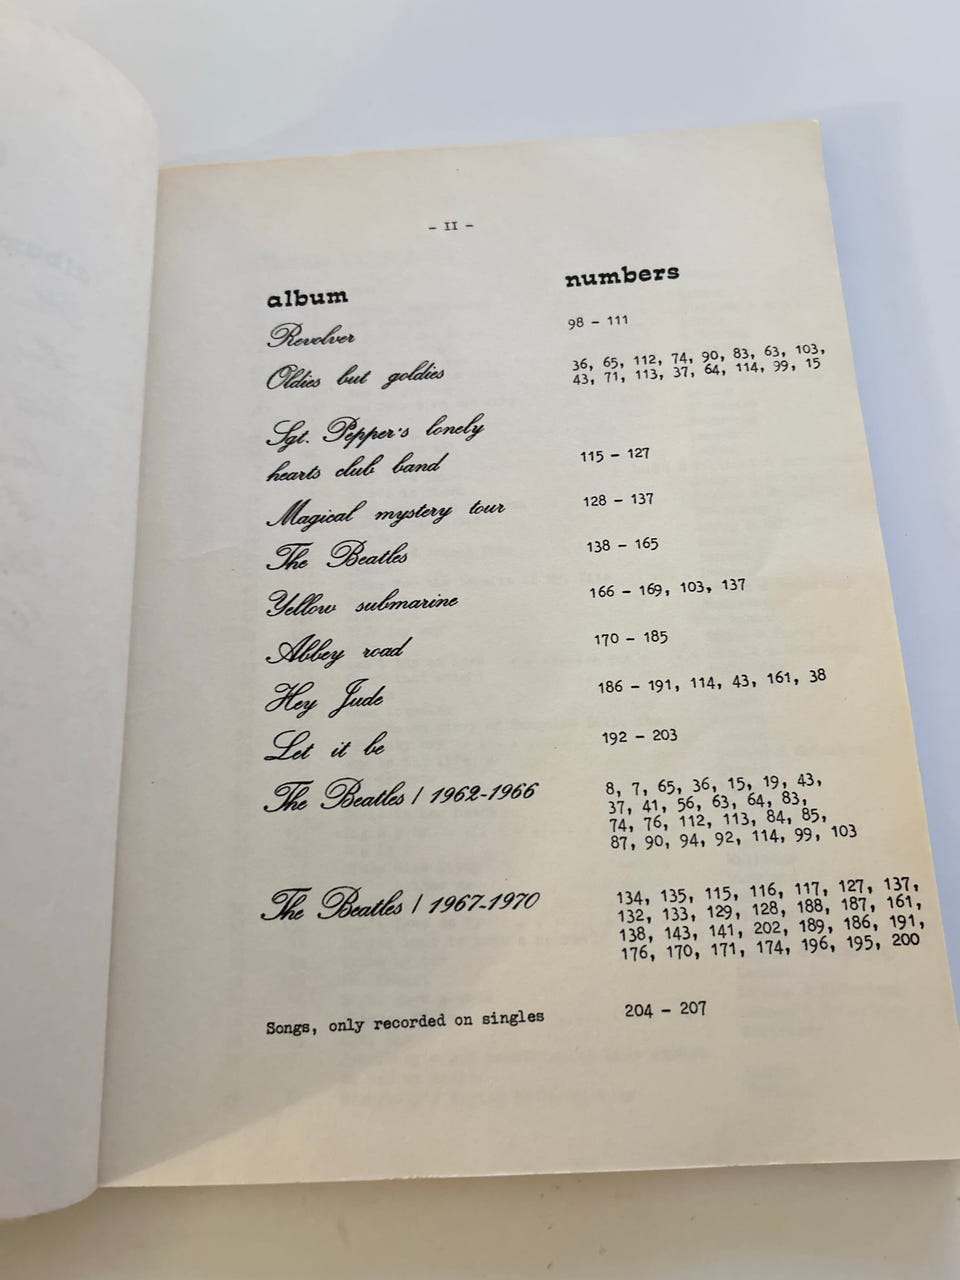 - II -
album numbers
Revolver 98 - 111
Oldies but goldies 36, 65, 112, 74, 90, 83, 63, 103,
43, 71, 113, 37, 64, 114, 99, 15
Sgt. Pepper's lonely
hearts club band 115 - 127
Magical mystery tour 128 - 137
The Beatles 138 - 165
Yellow submarine 166 - 169, 103, 137
Abbey road 170 - 185
Hey Jude 186 - 191, 114, 43, 161, 38
Let it be 192 - 203
The Beatles / 1962-1966 8, 7, 65, 36, 15, 19, 43,
37, 41, 56, 63, 64, 83,
74, 76, 112, 113, 84, 85,
87, 90, 94, 92, 114, 99, 103
The Beatles / 1967-1970 134, 135, 115, 116, 117, 127, 137,
132, 133, 129, 128, 188, 187, 161,
138, 143, 141, 202, 189, 186, 191,
176, 170, 171, 174, 196, 195, 200
Songs, only recorded on singles 204 - 207